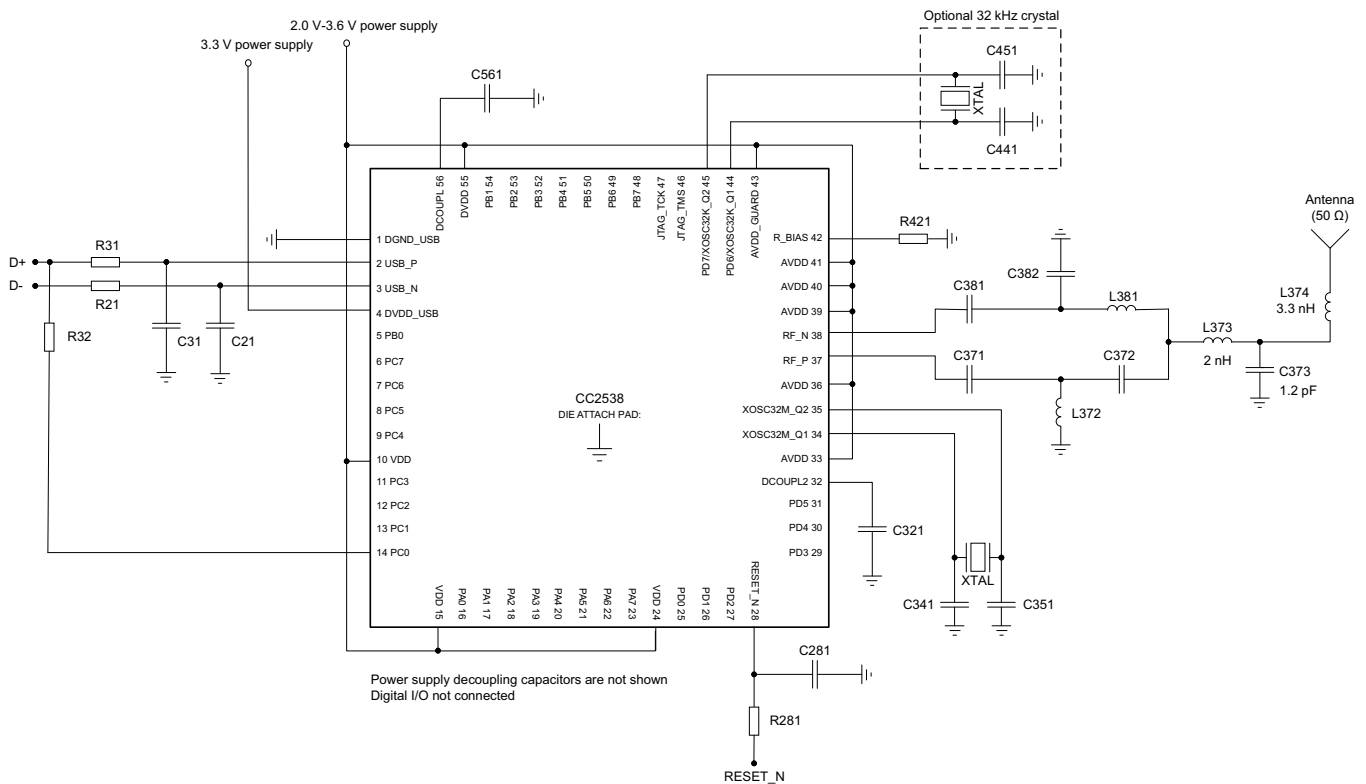 Optional 32 kHz crystal
2.0 V-3.6 V power supply
3.3 V power supply
C451
XTAL
C441
C561
DCOUPL 56
DVDD 55
PB1 54
PB2 53
PB3 52
PB4 51
PB5 50
PB6 49
PB7 48
JTAG_TCK 47
JTAG_TMS 46
PD7/XOSC32K_Q2 45
PD6/XOSC32K_Q1 44
AVDD_GUARD 43
Antenna
(50 Ω)
R421
R31
D+
D-
R21
R32
C31
C21
1 DGND_USB
2 USB_P
3 USB_N
4 DVDD_USB
5 PB0
6 PC7
7 PC6
8 PC5
9 PC4
10 VDD
11 PC3
12 PC2
13 PC1
14 PC0
CC2538
DIE ATTACH PAD:
R_BIAS 42
AVDD 41
AVDD 40
AVDD 39
RF_N 38
RF_P 37
AVDD 36
XOSC32M_Q2 35
XOSC32M_Q1 34
AVDD 33
DCOUPL2 32
PD5 31
PD4 30
PD3 29
C382
C381
L381
L374
3.3 nH
L373
2 nH
C371
C372
C373
1.2 pF
L372
C321
XTAL
C341
C351
VDD 15
PA0 16
PA1 17
PA2 18
PA3 19
PA4 20
PA5 21
PA6 22
PA7 23
VDD 24
PD0 25
PD1 26
PD2 27
RESET_N 28
C281
Power supply decoupling capacitors are not shown
Digital I/O not connected
R281
RESET_N